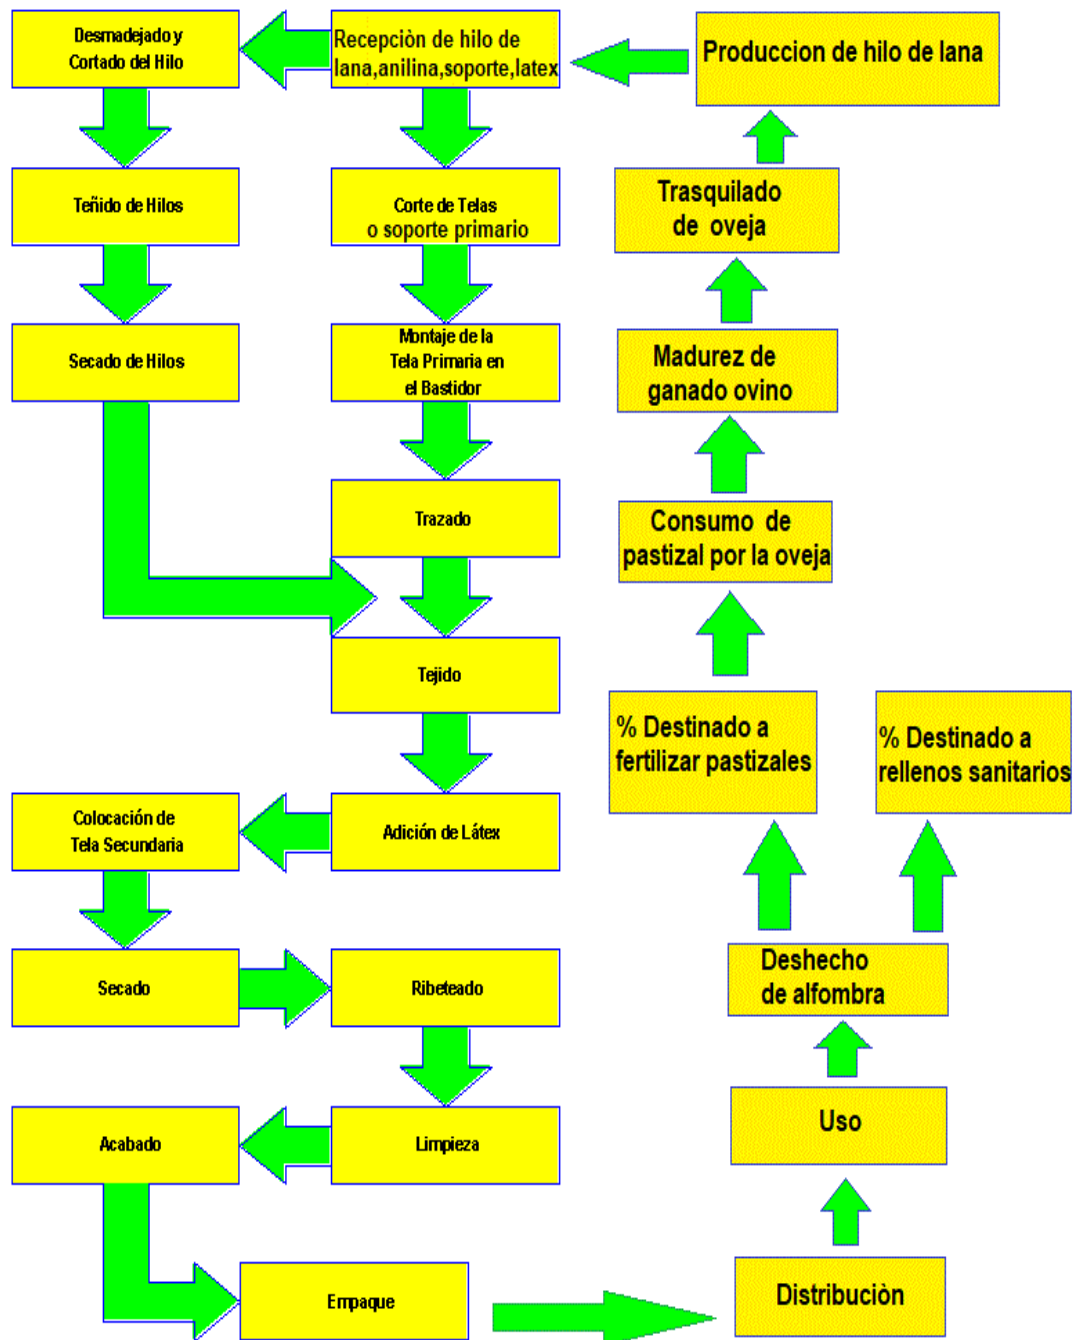 Desmadejado y
Cortado del Hilo
Recepciòn de hilo de
lana,anilina,soporte,latex
Produccion de hilo de lana
Teñido de Hilos
Corte de Telas
o soporte primario
Trasquilado
de oveja
Secado de Hilos
Montaje de la
Tela Primaria en
el Bastidor
Madurez de
ganado ovino
Trazado
Consumo de
pastizal por la oveja
Tejido
% Destinado a
fertilizar pastizales
% Destinado a
rellenos sanitarios
Colocación de
Tela Secundaria
Adición de Látex
Secado
Ribeteado
Deshecho
de alfombra
Acabado
Limpieza
Uso
Empaque
Distribuciòn